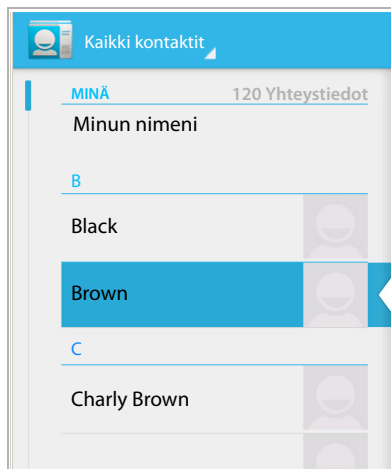 Kaikki kontaktit
MINÄ 120 Yhteystiedot
Minun nimeni
B
Black
Brown
C
Charly Brown